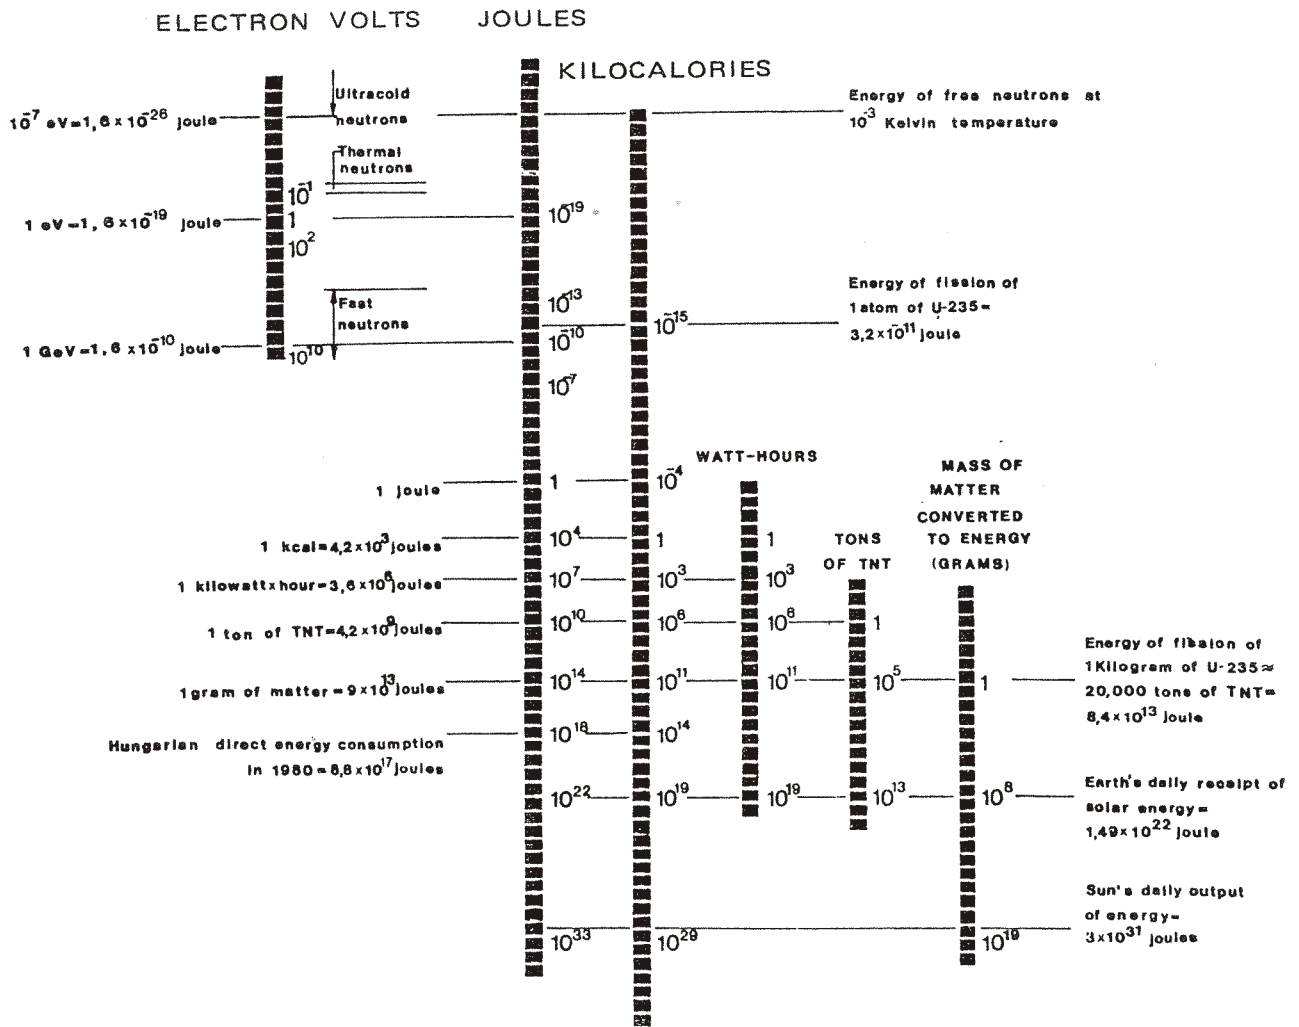 ELECTRON VOLTS JOULES
KILOCALORIES
10⁻⁷ eV=1,6×10⁻²⁶ joule
Ultracold
neutrons
Energy of free neutrons at
10⁻³ Kelvin temperature
Thermal
neutrons
10⁻¹
1 eV=1,6×10⁻¹⁹ joule
1
10⁻¹⁹
10²
Energy of fission of
1 atom of U-235=
3,2×10⁻¹¹ joule
10⁻¹³
Fast
neutrons
10⁻¹⁵
1 GeV=1,6×10⁻¹⁰ joule
10¹⁰
10⁻¹⁰
10⁻⁷
WATT-HOURS
MASS OF
MATTER
CONVERTED
TO ENERGY
(GRAMS)
TONS
OF TNT
1 joule
1
10⁻⁴
1 kcal=4,2×10³ joules
10⁴
1
1
1 kilowatt×hour=3,6×10⁶ joules
10⁷
10³
10³
1 ton of TNT=4,2×10⁹ joules
10¹⁰
10⁶
10⁶
1
1 gram of matter=9×10¹³ joules
10¹⁴
10¹¹
10¹¹
10⁵
1
Energy of fission of
1 Kilogram of U-235≈
20,000 tons of TNT=
8,4×10¹³ joule
Hungarian direct energy consumption
in 1980=8,8×10¹⁷ joules
10¹⁸
10¹⁴
10²²
10¹⁹
10¹⁹
10¹³
10⁸
Earth's daily receipt of
solar energy=
1,49×10²² joule
10³³
10²⁹
10¹⁹
Sun's daily output
of energy=
3×10³¹ joules